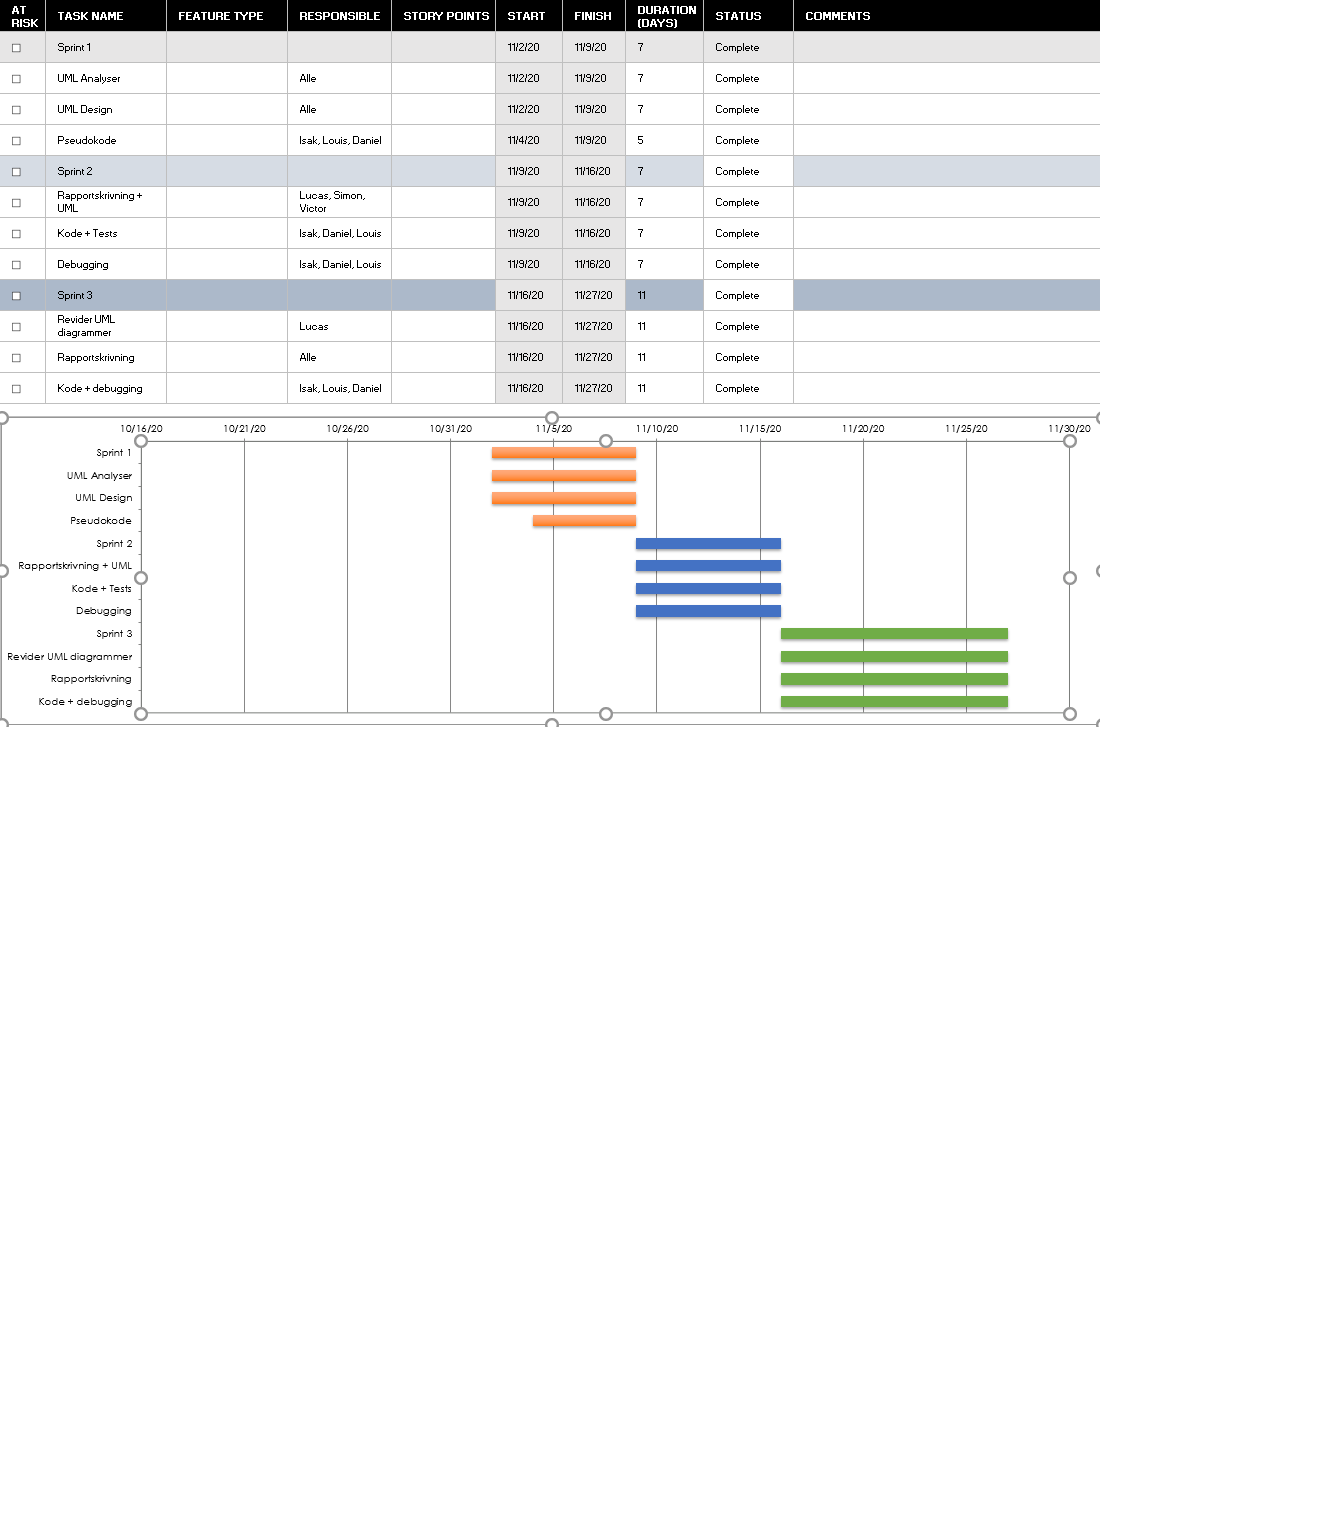 AT RISK TASK NAME FEATURE TYPE RESPONSIBLE STORY POINTS START FINISH DURATION (DAYS) STATUS COMMENTS
Sprint 1 11/2/20 11/9/20 7 Complete
UML Analyser Alle 11/2/20 11/9/20 7 Complete
UML Design Alle 11/2/20 11/9/20 7 Complete
Pseudokode Isak, Louis, Daniel 11/4/20 11/9/20 5 Complete
Sprint 2 11/9/20 11/16/20 7 Complete
Rapportskrivning + UML Lucas, Simon, Victor 11/9/20 11/16/20 7 Complete
Kode + Tests Isak, Daniel, Louis 11/9/20 11/16/20 7 Complete
Debugging Isak, Daniel, Louis 11/9/20 11/16/20 7 Complete
Sprint 3 11/16/20 11/27/20 11 Complete
Revider UML diagrammer Lucas 11/16/20 11/27/20 11 Complete
Rapportskrivning Alle 11/16/20 11/27/20 11 Complete
Kode + debugging Isak, Louis, Daniel 11/16/20 11/27/20 11 Complete
10/16/20 10/21/20 10/26/20 10/31/20 11/5/20 11/10/20 11/15/20 11/20/20 11/25/20 11/30/20
Sprint 1
UML Analyser
UML Design
Pseudokode
Sprint 2
Rapportskrivning + UML
Kode + Tests
Debugging
Sprint 3
Revider UML diagrammer
Rapportskrivning
Kode + debugging